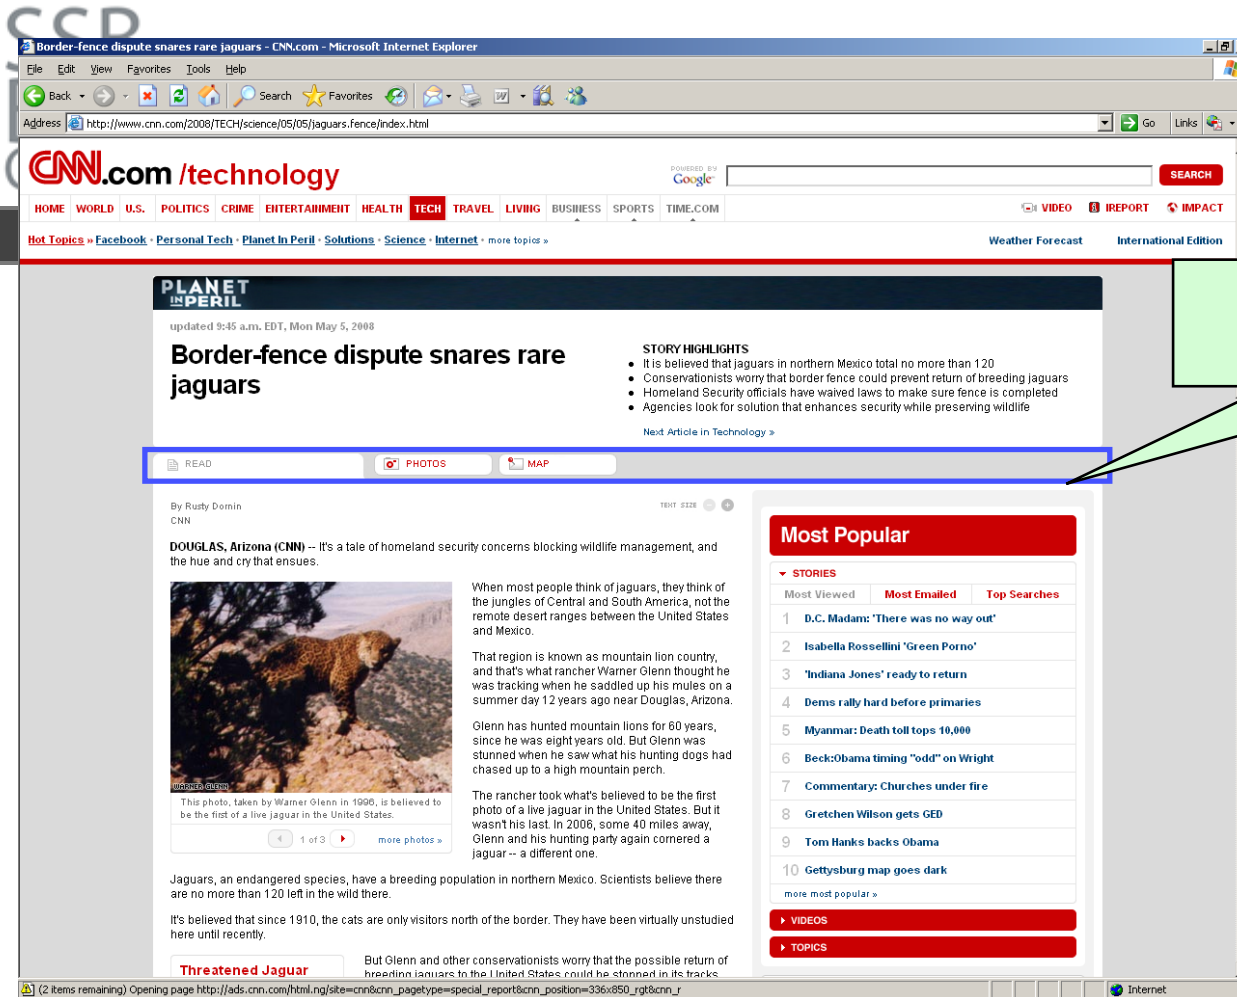 SSP
Border-fence dispute snares rare jaguars - CNN.com - Microsoft Internet Explorer
File Edit View Favorites Tools Help
Back Search Favorites
Address http://www.cnn.com/2008/TECH/science/05/05/jaguars.fence/index.html Go Links
CNN.com /technology
POWERED BY
Google
SEARCH
HOME WORLD U.S. POLITICS CRIME ENTERTAINMENT HEALTH TECH TRAVEL LIVING BUSINESS SPORTS TIME.COM VIDEO IREPORT IMPACT
Hot Topics » Facebook • Personal Tech • Planet In Peril • Solutions • Science • Internet • more topics » Weather Forecast International Edition
PLANET
IN PERIL
updated 9:45 a.m. EDT, Mon May 5, 2008
Border-fence dispute snares rare
jaguars
STORY HIGHLIGHTS
• It is believed that jaguars in northern Mexico total no more than 120
• Conservationists worry that border fence could prevent return of breeding jaguars
• Homeland Security officials have waived laws to make sure fence is completed
• Agencies look for solution that enhances security while preserving wildlife
Next Article in Technology »
READ PHOTOS MAP
By Rusty Dornin
CNN
TEXT SIZE
DOUGLAS, Arizona (CNN) -- It's a tale of homeland security concerns blocking wildlife management, and
the hue and cry that ensues.
WARNER GLENN
This photo, taken by Warner Glenn in 1996, is believed to
be the first of a live jaguar in the United States.
1 of 3 more photos »
When most people think of jaguars, they think of
the jungles of Central and South America, not the
remote desert ranges between the United States
and Mexico.
That region is known as mountain lion country,
and that's what rancher Warner Glenn thought he
was tracking when he saddled up his mules on a
summer day 12 years ago near Douglas, Arizona.
Glenn has hunted mountain lions for 60 years,
since he was eight years old. But Glenn was
stunned when he saw what his hunting dogs had
chased up to a high mountain perch.
The rancher took what's believed to be the first
photo of a live jaguar in the United States. But it
wasn't his last. In 2006, some 40 miles away,
Glenn and his hunting party again cornered a
jaguar -- a different one.
Jaguars, an endangered species, have a breeding population in northern Mexico. Scientists believe there
are no more than 120 left in the wild there.
It's believed that since 1910, the cats are only visitors north of the border. They have been virtually unstudied
here until recently.
Threatened Jaguar
But Glenn and other conservationists worry that the possible return of
breeding jaguars to the United States could be stopped in its tracks
Most Popular
STORIES
Most Viewed Most Emailed Top Searches
1 D.C. Madam: 'There was no way out'
2 Isabella Rossellini 'Green Porno'
3 'Indiana Jones' ready to return
4 Dems rally hard before primaries
5 Myanmar: Death toll tops 10,000
6 Beck:Obama timing "odd" on Wright
7 Commentary: Churches under fire
8 Gretchen Wilson gets GED
9 Tom Hanks backs Obama
10 Gettysburg map goes dark
more most popular »
VIDEOS
TOPICS
(2 items remaining) Opening page http://ads.cnn.com/html.ng/site=cnn&cnn_pagetype=special_report&cnn_position=336x850_rgt&cnn_r Internet